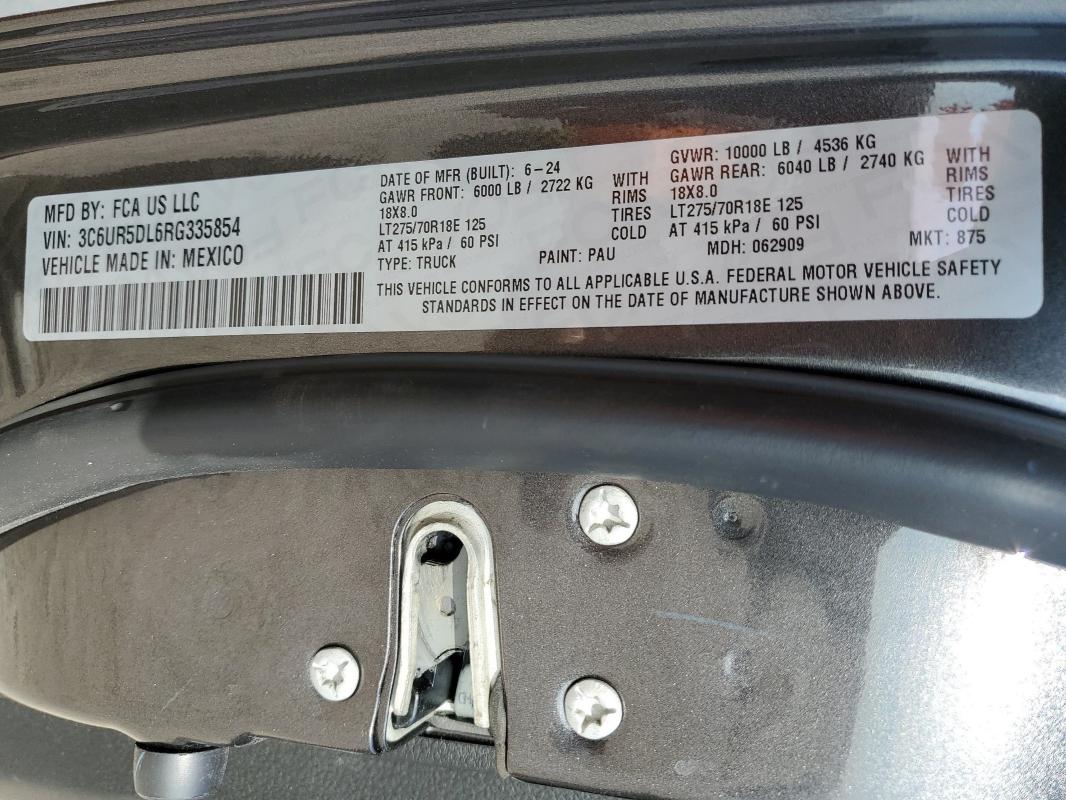 MFD BY: FCA US LLC
VIN: 3C6UR5DL6RG335854
VEHICLE MADE IN: MEXICO
DATE OF MFR (BUILT): 6-24
GAWR FRONT: 6000 LB / 2722 KG WITH
18X8.0 RIMS
LT275/70R18E 125 TIRES
AT 415 kPa / 60 PSI COLD
TYPE: TRUCK PAINT: PAU
GVWR: 10000 LB / 4536 KG
GAWR REAR: 6040 LB / 2740 KG WITH
18X8.0 RIMS
LT275/70R18E 125 TIRES
AT 415 kPa / 60 PSI COLD
MDH: 062909 MKT: 875
THIS VEHICLE CONFORMS TO ALL APPLICABLE U.S.A. FEDERAL MOTOR VEHICLE SAFETY
STANDARDS IN EFFECT ON THE DATE OF MANUFACTURE SHOWN ABOVE.